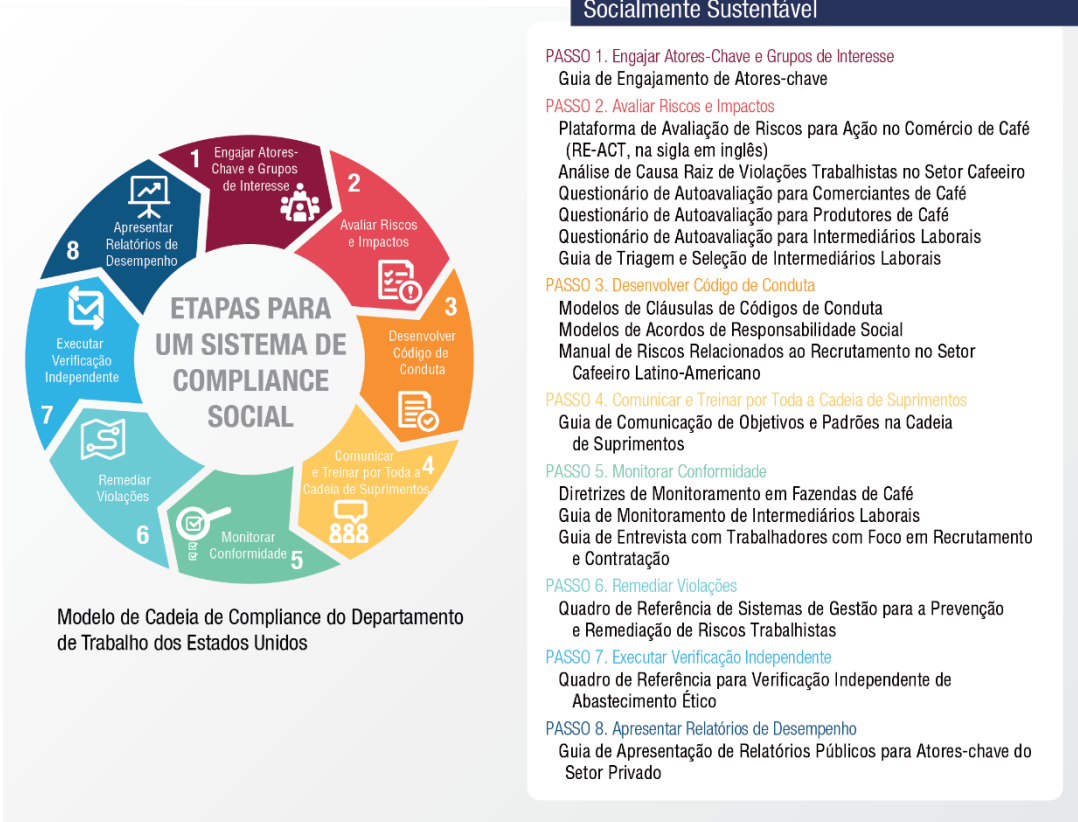 Socialmente Sustentável
1
Engajar Atores-
Chave e Grupos
de Interesse
2
Avaliar Riscos
e Impactos
3
Desenvolver
Código de
Conduta
4
Comunicar
e Treinar por Toda a
Cadeia de Suprimentos
5
Monitorar
Conformidade
6
Remediar
Violações
7
Executar
Verificação
Independente
8
Apresentar
Relatórios de
Desempenho
ETAPAS PARA
UM SISTEMA DE
COMPLIANCE
SOCIAL
Modelo de Cadeia de Compliance do Departamento
de Trabalho dos Estados Unidos
PASSO 1. Engajar Atores-Chave e Grupos de Interesse
Guia de Engajamento de Atores-chave
PASSO 2. Avaliar Riscos e Impactos
Plataforma de Avaliação de Riscos para Ação no Comércio de Café
(RE-ACT, na sigla em inglês)
Análise de Causa Raiz de Violações Trabalhistas no Setor Cafeeiro
Questionário de Autoavaliação para Comerciantes de Café
Questionário de Autoavaliação para Produtores de Café
Questionário de Autoavaliação para Intermediários Laborais
Guia de Triagem e Seleção de Intermediários Laborais
PASSO 3. Desenvolver Código de Conduta
Modelos de Cláusulas de Códigos de Conduta
Modelos de Acordos de Responsabilidade Social
Manual de Riscos Relacionados ao Recrutamento no Setor
Cafeeiro Latino-Americano
PASSO 4. Comunicar e Treinar por Toda a Cadeia de Suprimentos
Guia de Comunicação de Objetivos e Padrões na Cadeia
de Suprimentos
PASSO 5. Monitorar Conformidade
Diretrizes de Monitoramento em Fazendas de Café
Guia de Monitoramento de Intermediários Laborais
Guia de Entrevista com Trabalhadores com Foco em Recrutamento
e Contratação
PASSO 6. Remediar Violações
Quadro de Referência de Sistemas de Gestão para a Prevenção
e Remediação de Riscos Trabalhistas
PASSO 7. Executar Verificação Independente
Quadro de Referência para Verificação Independente de
Abastecimento Ético
PASSO 8. Apresentar Relatórios de Desempenho
Guia de Apresentação de Relatórios Públicos para Atores-chave do
Setor Privado